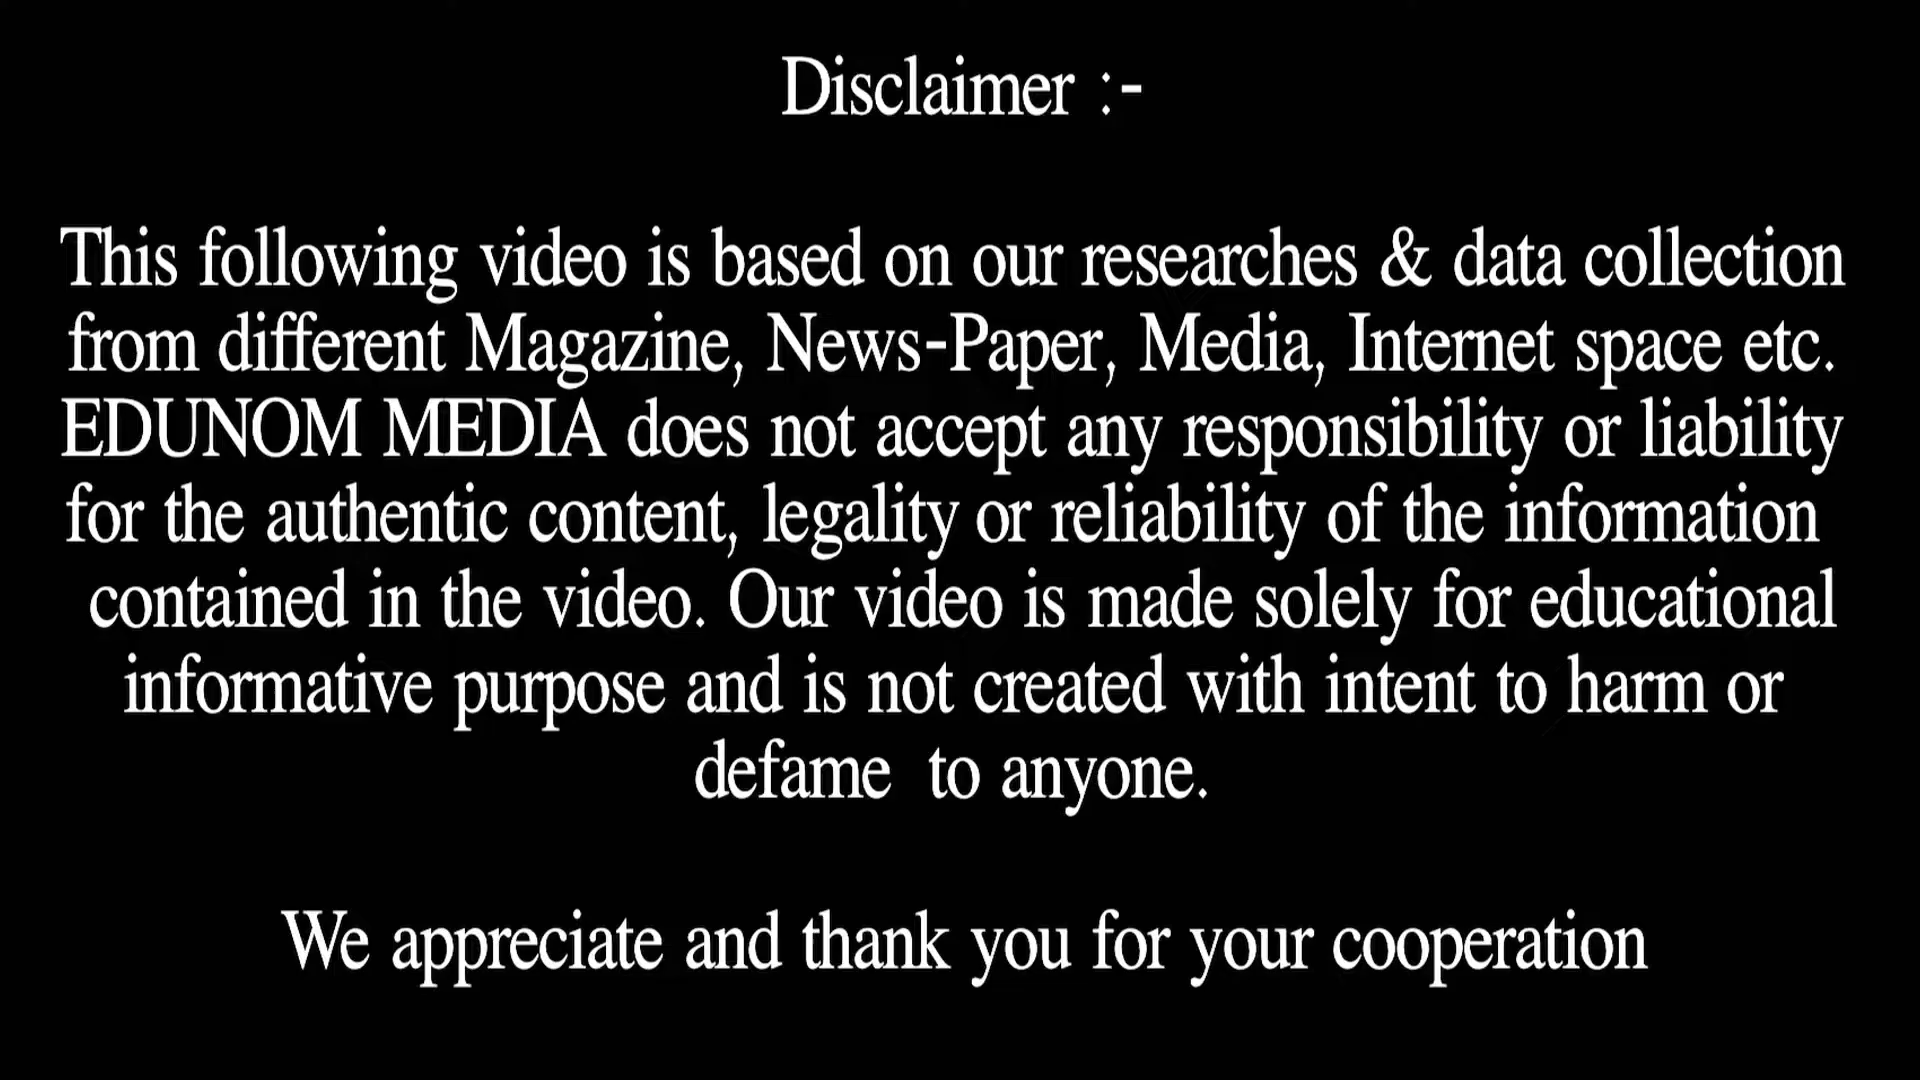 Disclaimer :-
This following video is based on our researches & data collection
from different Magazine, News-Paper, Media, Internet space etc.
EDUNOM MEDIA does not accept any responsibility or liability
for the authentic content, legality or reliability of the information
contained in the video. Our video is made solely for educational
informative purpose and is not created with intent to harm or
defame  to anyone.
We appreciate and thank you for your cooperation